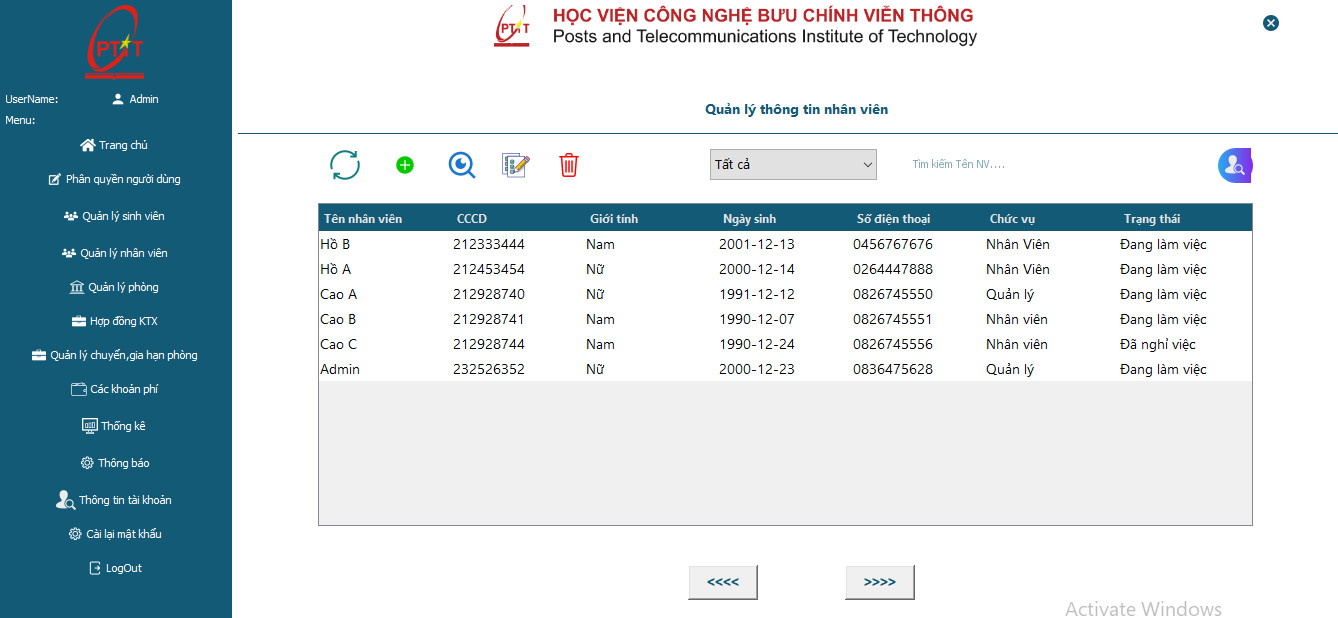 PTIT
UserName: Admin
Menu:
Trang chủ
Phân quyền người dùng
Quản lý sinh viên
Quản lý nhân viên
Quản lý phòng
Hợp đồng KTX
Quản lý chuyển,gia hạn phòng
Các khoản phí
Thống kê
Thông báo
Thông tin tài khoản
Cài lại mật khẩu
LogOut
PTIT
HỌC VIỆN CÔNG NGHỆ BƯU CHÍNH VIỄN THÔNG
Posts and Telecommunications Institute of Technology
Quản lý thông tin nhân viên
Tất cả
Tìm kiếm Tên NV....
Tên nhân viên CCCD Giới tính Ngày sinh Số điện thoại Chức vụ Trạng thái
Hồ B 212333444 Nam 2001-12-13 0456767676 Nhân Viên Đang làm việc
Hồ A 212453454 Nữ 2000-12-14 0264447888 Nhân Viên Đang làm việc
Cao A 212928740 Nữ 1991-12-12 0826745550 Quản lý Đang làm việc
Cao B 212928741 Nam 1990-12-07 0826745551 Nhân viên Đang làm việc
Cao C 212928744 Nam 1990-12-24 0826745556 Nhân viên Đã nghỉ việc
Admin 232526352 Nữ 2000-12-23 0836475628 Quản lý Đang làm việc
<<<< >>>>
Activate Windows